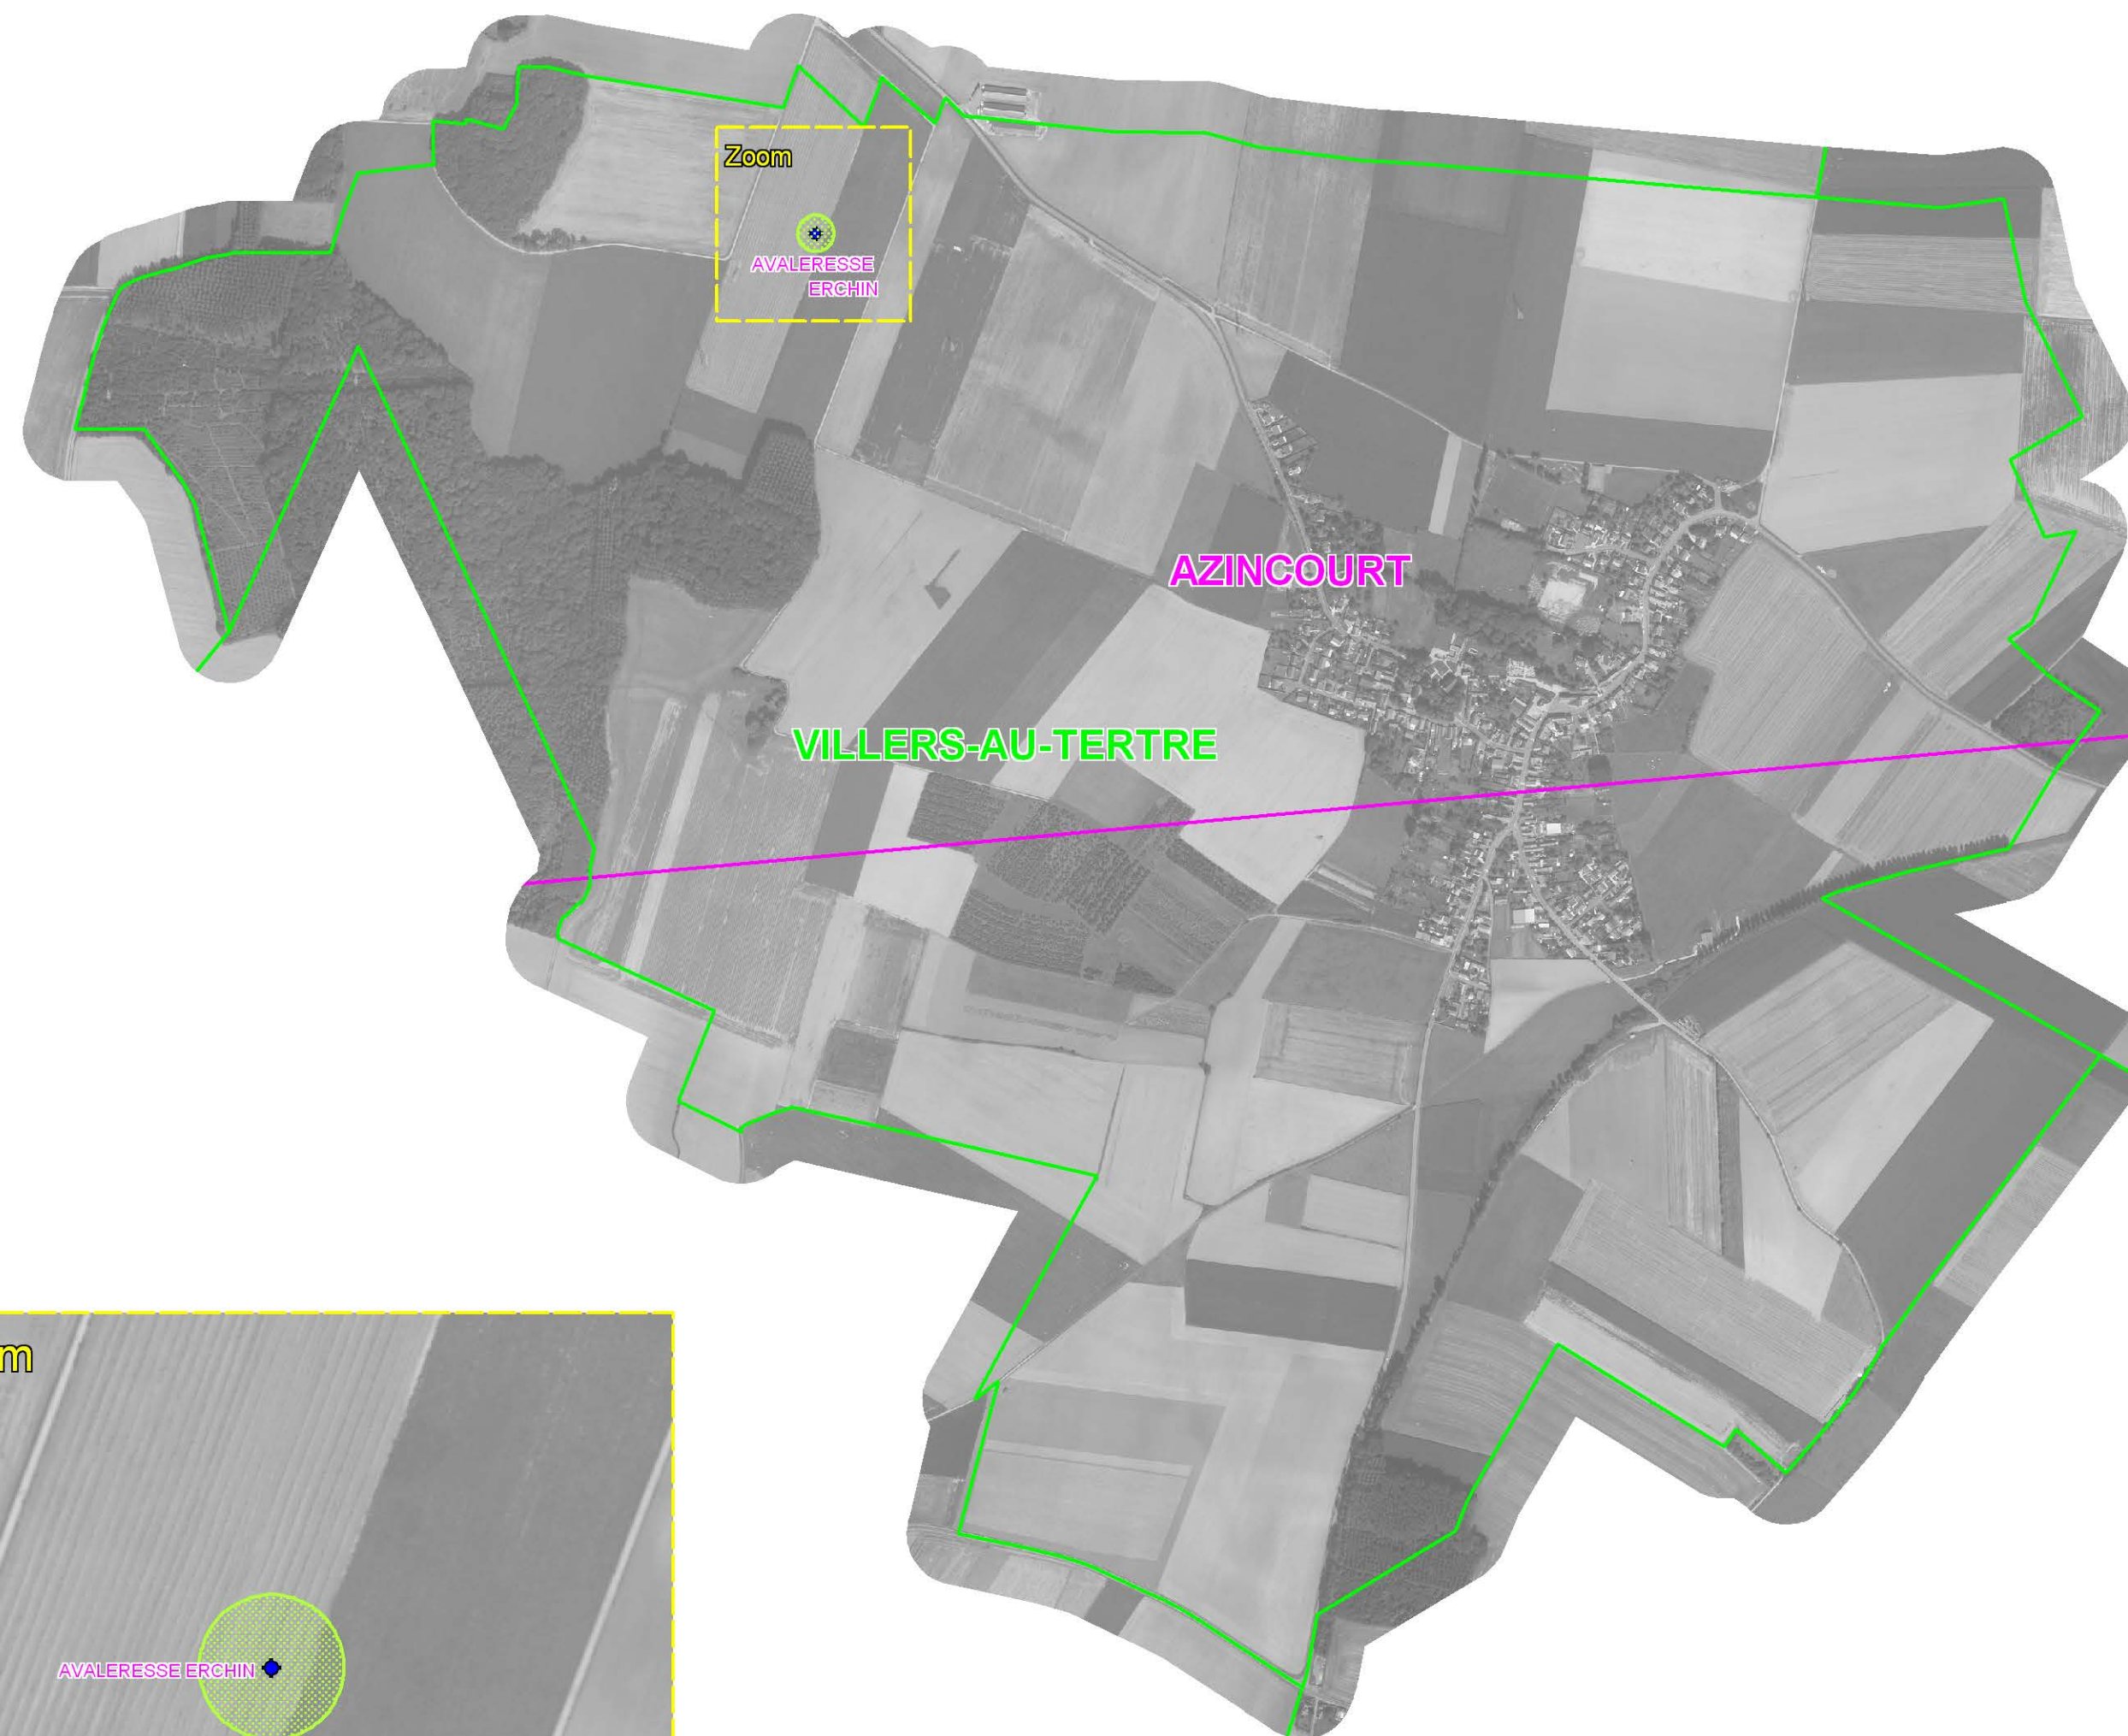 Zoom
AVALERESSE
ERCHIN
AZINCOURT
VILLERS-AU-TERTRE
m
AVALERESSE ERCHIN